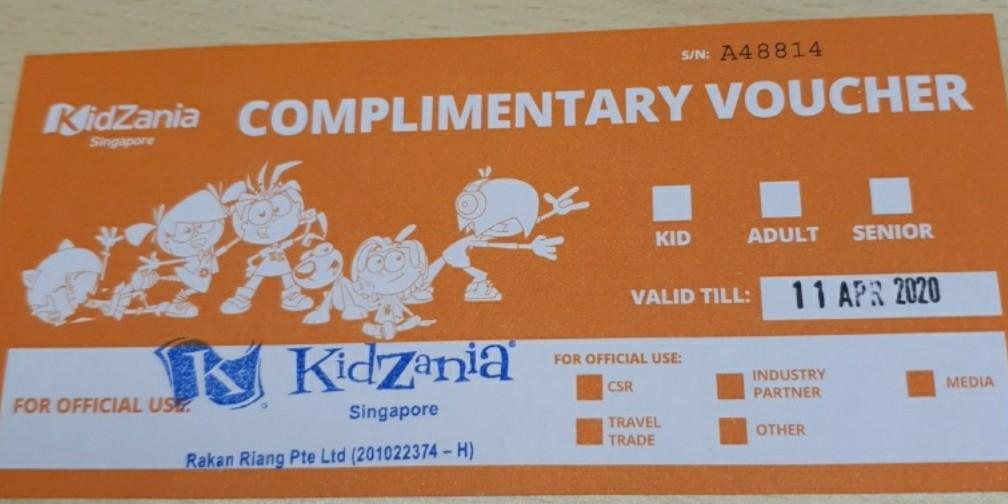 S/N: A48814
KidZania
Singapore
COMPLIMENTARY VOUCHER
KID
ADULT
SENIOR
VALID TILL: 11 APR 2020
FOR OFFICIAL USE:
K KidZania
Singapore
Rakan Riang Pte Ltd (201022374 – H)
FOR OFFICIAL USE:
CSR
INDUSTRY
PARTNER
MEDIA
TRAVEL
TRADE
OTHER